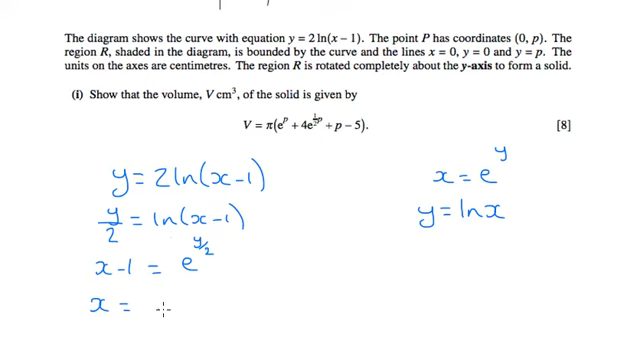 The diagram shows the curve with equation y = 2 ln(x − 1). The point P has coordinates (0, p). The
region R, shaded in the diagram, is bounded by the curve and the lines x = 0, y = 0 and y = p. The
units on the axes are centimetres. The region R is rotated completely about the y-axis to form a solid.
(i) Show that the volume, V cm³, of the solid is given by
V = π(e^p + 4e^{½p} + p − 5). [8]
y = 2 ln(x − 1)
x = e^y
y/2 = ln(x − 1)
y = ln x
x − 1 = e^{y/2}
x =